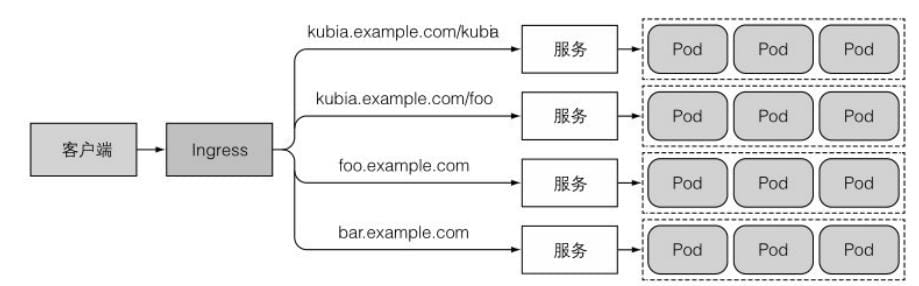 kubia.example.com/kubia
服务
Pod
Pod
Pod
kubia.example.com/foo
服务
Pod
Pod
Pod
客户端
Ingress
foo.example.com
服务
Pod
Pod
Pod
bar.example.com
服务
Pod
Pod
Pod